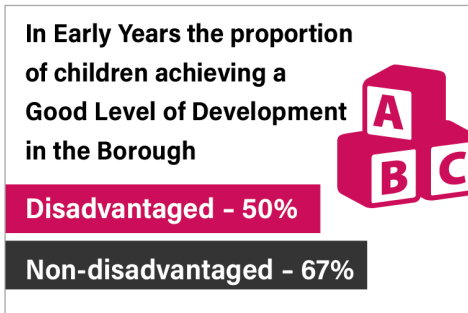 In Early Years the proportion
of children achieving a
Good Level of Development
in the Borough
A
B C
Disadvantaged – 50%
Non-disadvantaged – 67%